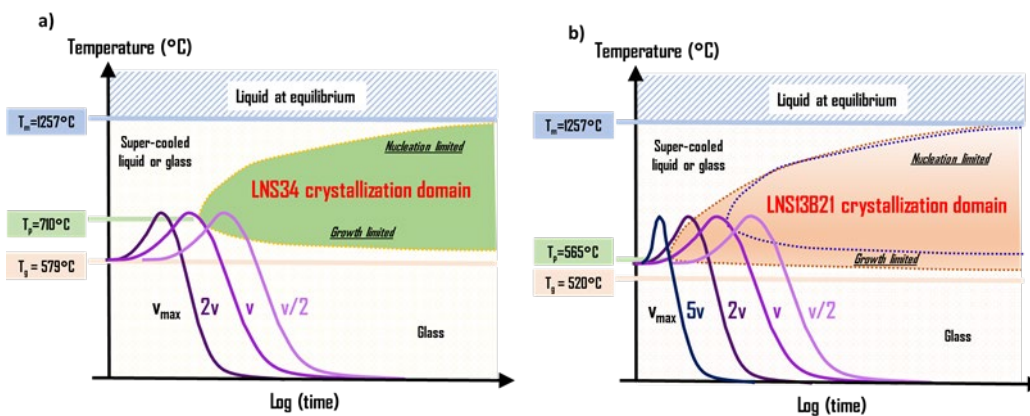 a)
Temperature (°C)
Liquid at equilibrium
Tm=1257°C
Super-cooled
liquid or glass
Nucleation limited
LNS34 crystallization domain
Tp=710°C
Growth limited
Tg = 579°C
vmax 2v v v/2
Glass
Log (time)
b)
Temperature (°C)
Liquid at equilibrium
Tm=1257°C
Super-cooled
liquid or glass
Nucleation limited
LNS13B21 crystallization domain
Tp=565°C
Growth limited
Tg = 520°C
vmax 5v 2v v v/2
Glass
Log (time)